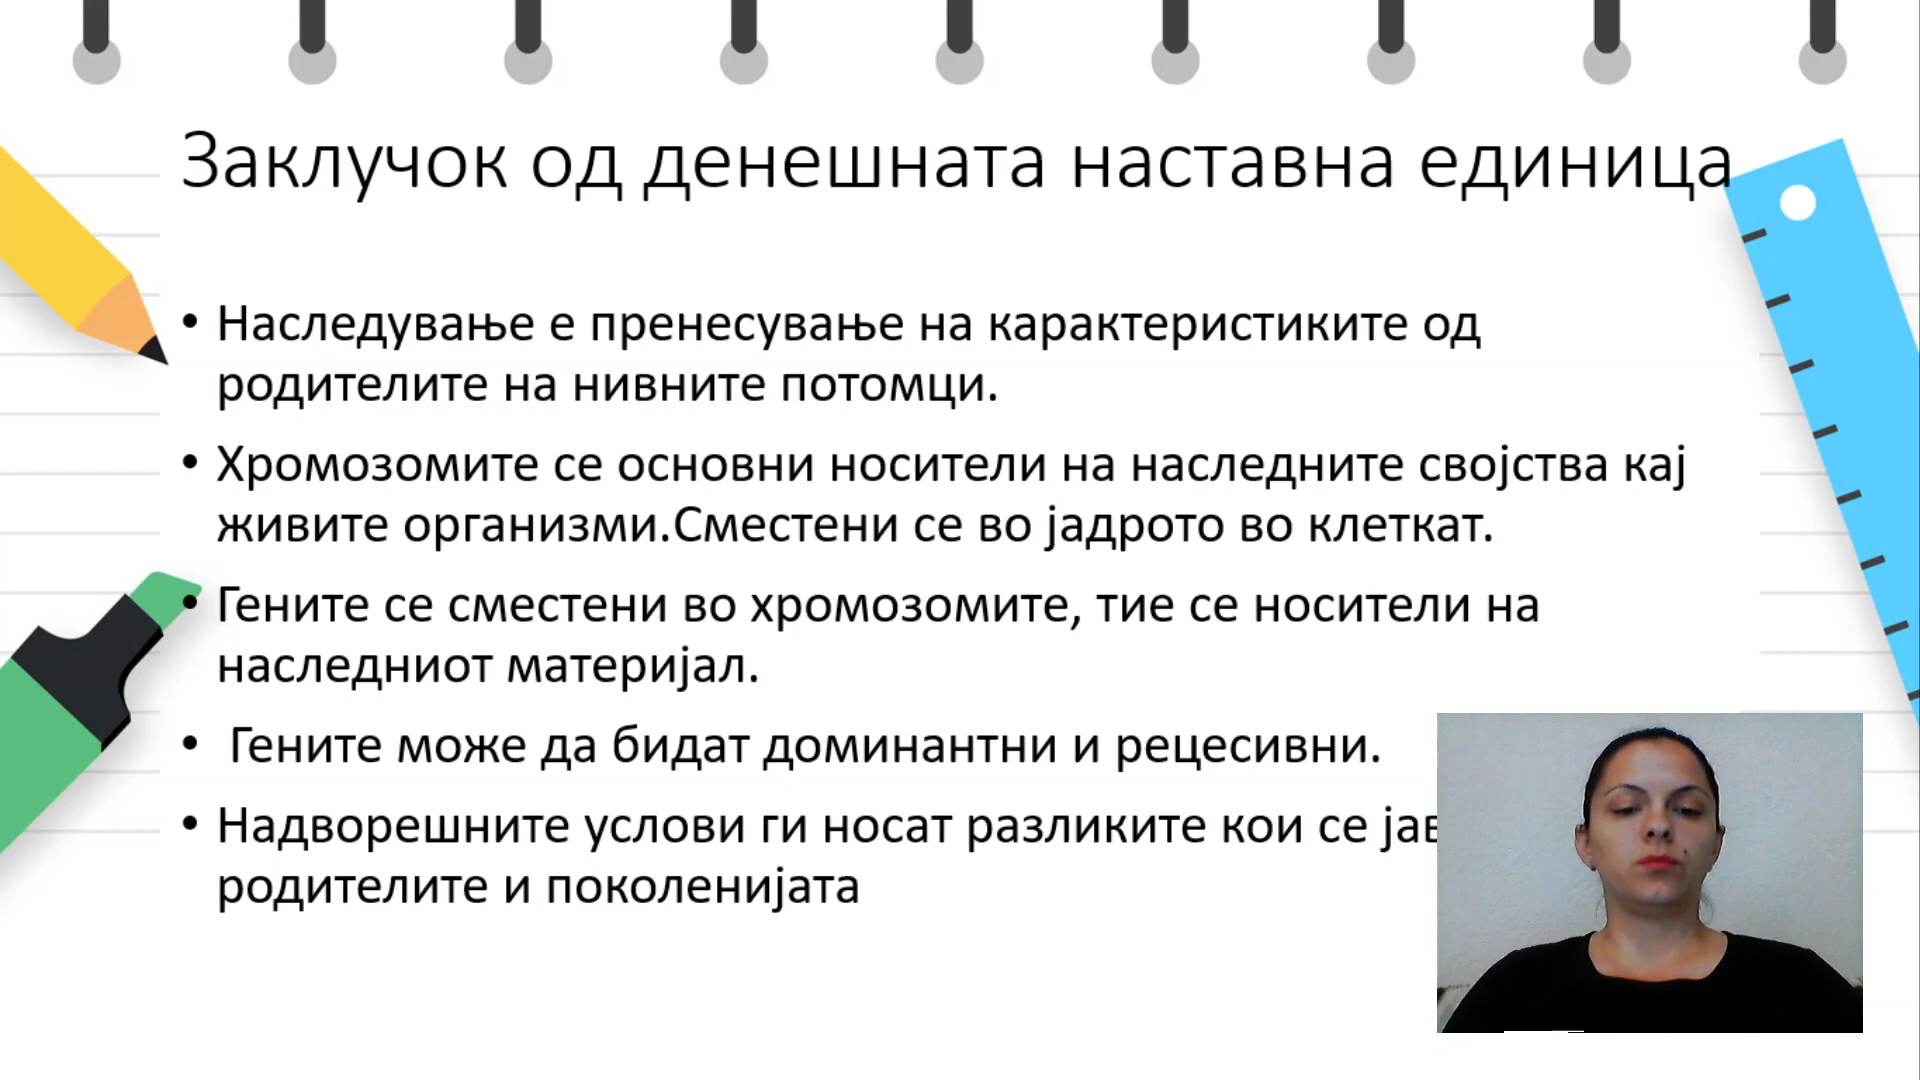 Заклучок од денешната наставна единица
• Наследување е пренесување на карактеристиките од
родителите на нивните потомци.
• Хромозомите се основни носители на наследните својства кај
живите организми.Сместени се во јадрото во клеткат.
• Гените се сместени во хромозомите, тие се носители на
наследниот материјал.
• Гените може да бидат доминантни и рецесивни.
• Надворешните услови ги носат разликите кои се
родителите и поколенијата